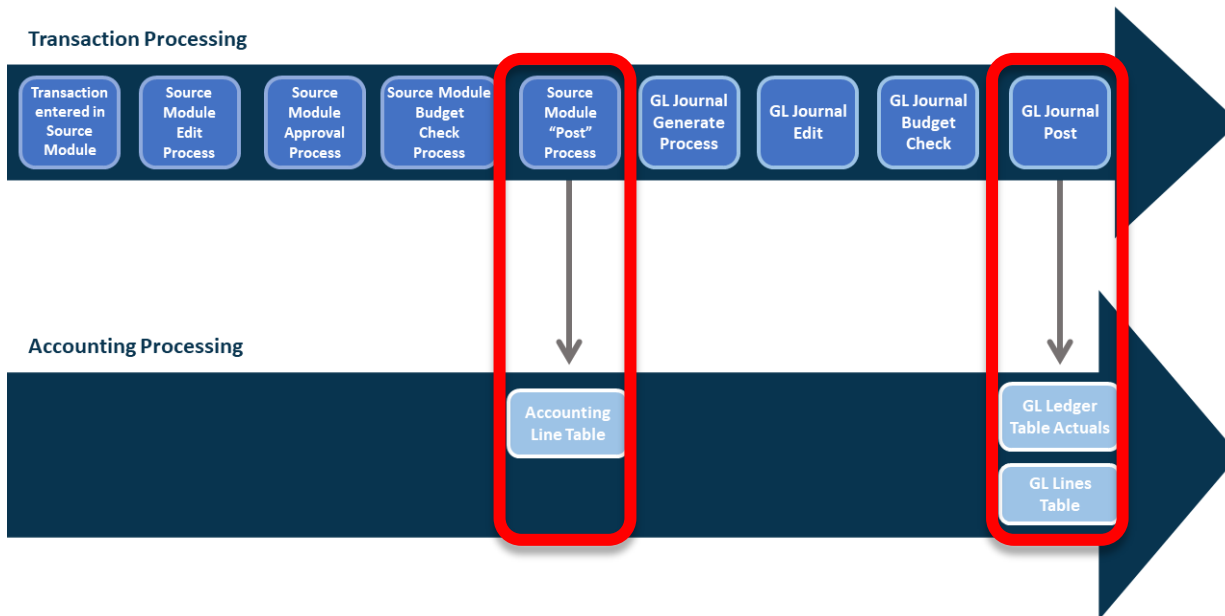 Transaction Processing
Transaction
entered in
Source
Module
Source
Module
Edit
Process
Source
Module
Approval
Process
Source Module
Budget
Check
Process
Source
Module
“Post”
Process
GL Journal
Generate
Process
GL Journal
Edit
GL Journal
Budget
Check
GL Journal
Post
Accounting Processing
Accounting
Line Table
GL Ledger
Table Actuals
GL Lines
Table